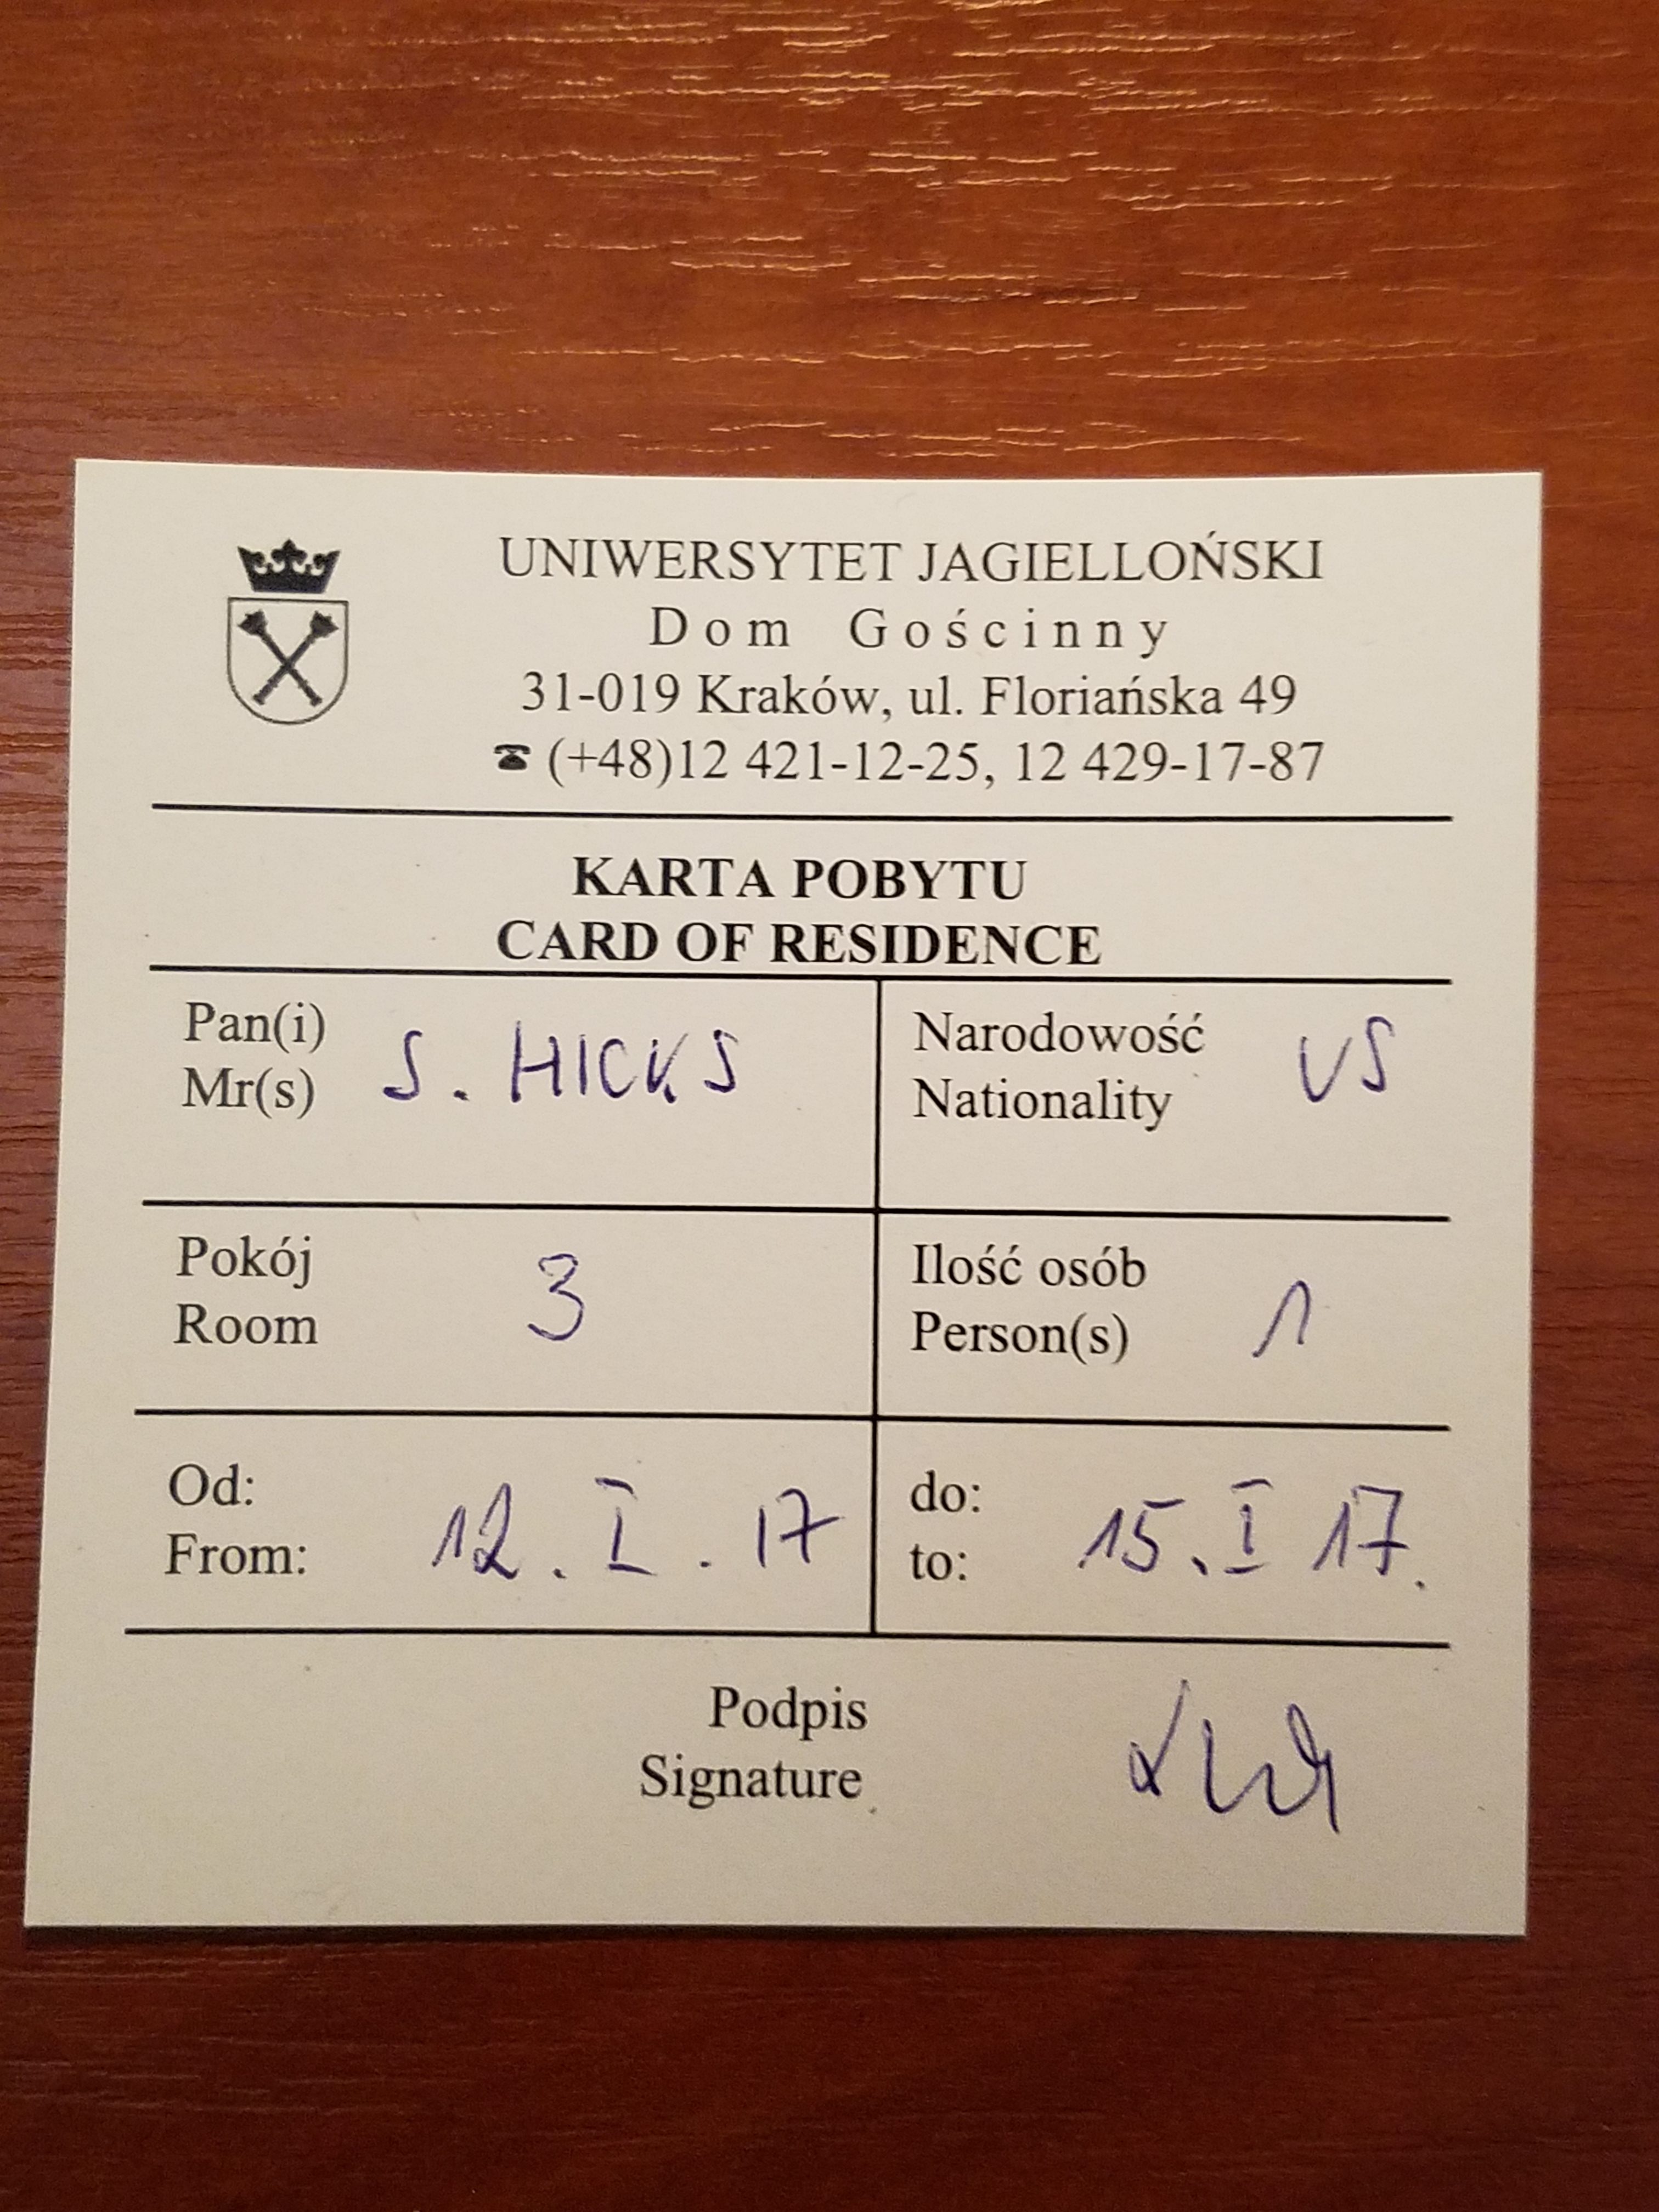 UNIWERSYTET JAGIELLOŃSKI
Dom Gościnny
31-019 Kraków, ul. Floriańska 49
☎ (+48)12 421-12-25, 12 429-17-87
KARTA POBYTU
CARD OF RESIDENCE
Pan(i)
Mr(s) S. HICKS
Narodowość
Nationality US
Pokój
Room 3
Ilość osób
Person(s) 1
Od:
From: 12. I. 17
do:
to: 15. I 17.
Podpis
Signature